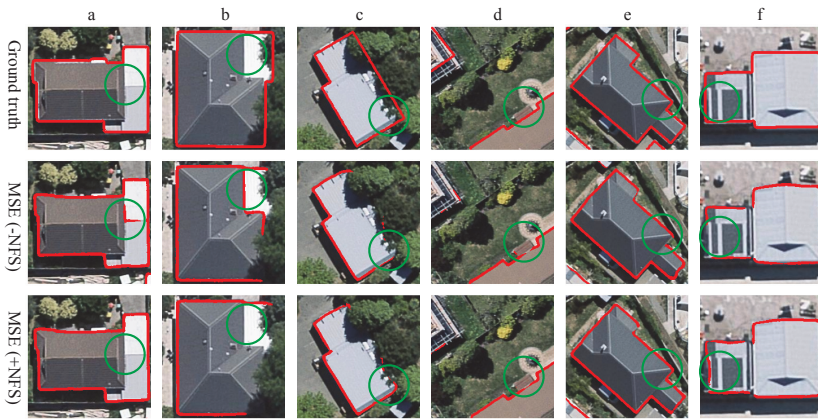 a b c d e f
Ground truth
MSE (-NFS)
MSE (+NFS)